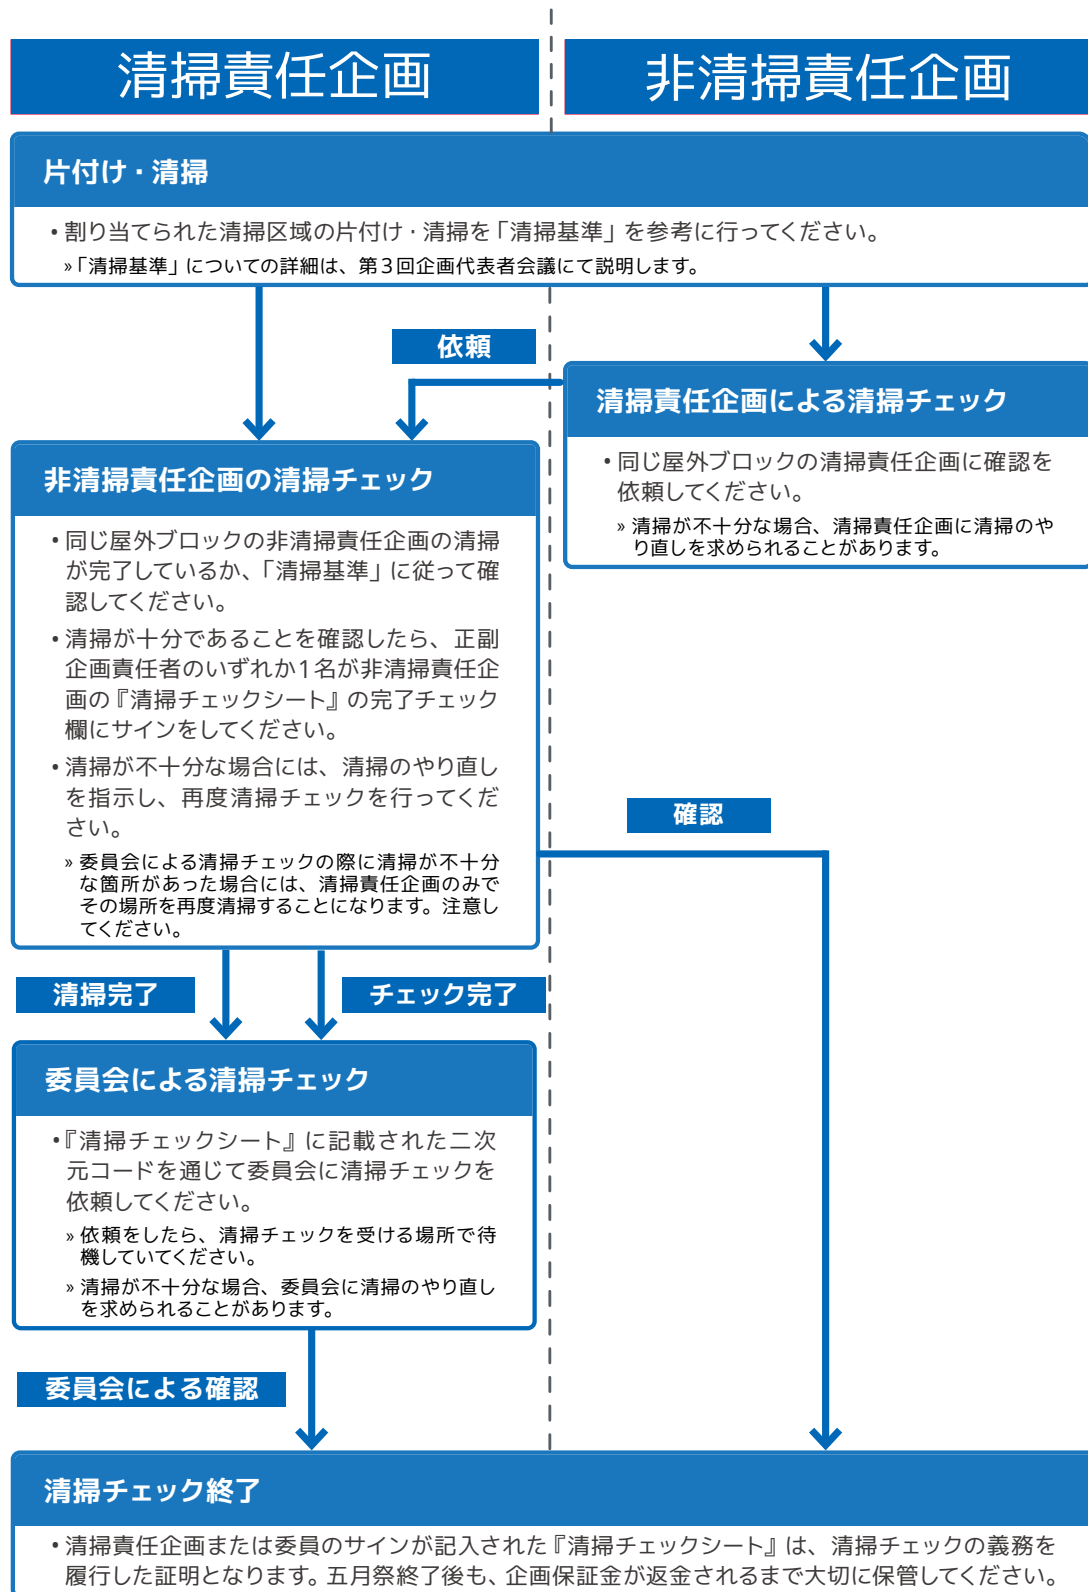 清掃責任企画
非清掃責任企画
片付け・清掃
・割り当てられた清掃区域の片付け・清掃を「清掃基準」を参考に行ってください。
»「清掃基準」についての詳細は、第3回企画代表者会議にて説明します。
依頼
清掃責任企画による清掃チェック
・同じ屋外ブロックの清掃責任企画に確認を
依頼してください。
» 清掃が不十分な場合、清掃責任企画に清掃のや
り直しを求められることがあります。
非清掃責任企画の清掃チェック
・同じ屋外ブロックの非清掃責任企画の清掃
が完了しているか、「清掃基準」に従って確
認してください。
・清掃が十分であることを確認したら、正副
企画責任者のいずれか1名が非清掃責任企
画の『清掃チェックシート』の完了チェック
欄にサインをしてください。
・清掃が不十分な場合には、清掃のやり直し
を指示し、再度清掃チェックを行ってくだ
さい。
» 委員会による清掃チェックの際に清掃が不十分
な箇所があった場合には、清掃責任企画のみで
その場所を再度清掃することになります。注意し
てください。
確認
清掃完了
チェック完了
委員会による清掃チェック
・『清掃チェックシート』に記載された二次
元コードを通じて委員会に清掃チェックを
依頼してください。
» 依頼をしたら、清掃チェックを受ける場所で待
機していてください。
» 清掃が不十分な場合、委員会に清掃のやり直し
を求められることがあります。
委員会による確認
清掃チェック終了
・清掃責任企画または委員のサインが記入された『清掃チェックシート』は、清掃チェックの義務を
履行した証明となります。五月祭終了後も、企画保証金が返金されるまで大切に保管してください。